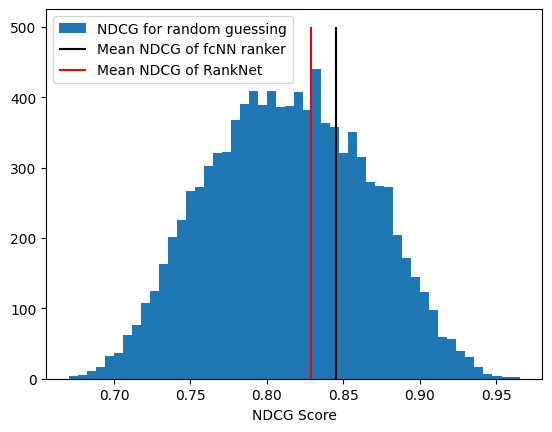 NDCG for random guessing
Mean NDCG of fcNN ranker
Mean NDCG of RankNet
500
400
300
200
100
0
0.70 0.75 0.80 0.85 0.90 0.95
NDCG Score